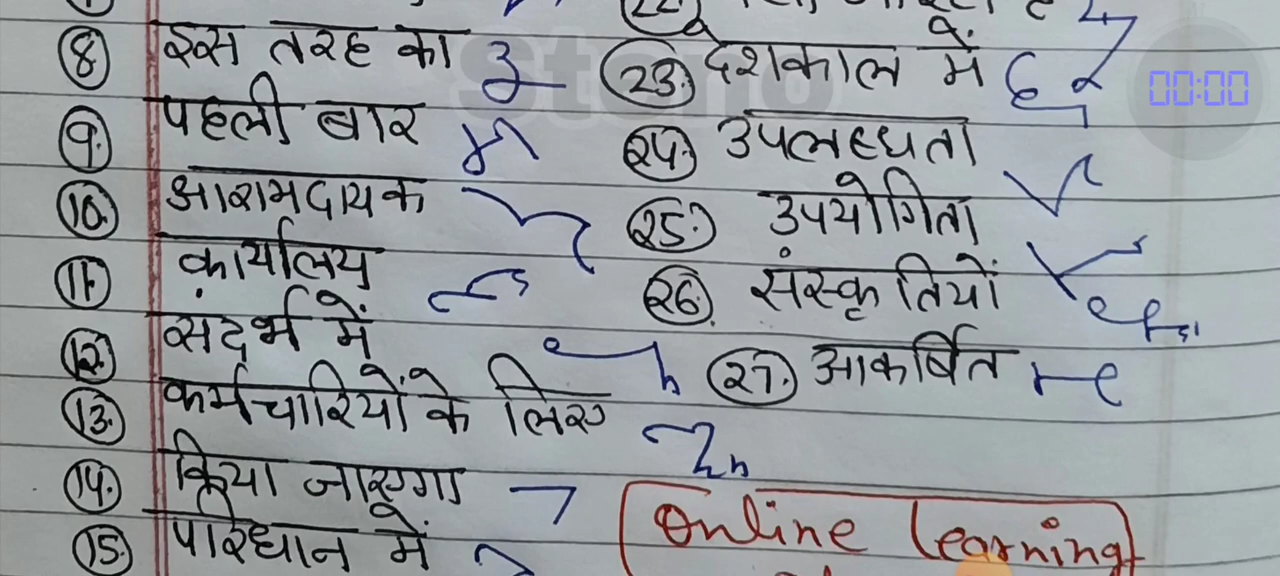 ⑧ इस तरह का
⑨ पहली बार
⑩ आरामदायक
⑪ कार्यालय
⑫ संदर्भ में
⑬ कर्मचारियों के लिए
⑭ किया जाएगा
⑮ परिधान में
㉒
㉓ देशकाल में
㉔ उपलब्धता
㉕ उपयोगिता
㉖ संस्कृतियों
㉗ आकर्षित
Online Learning
00:00